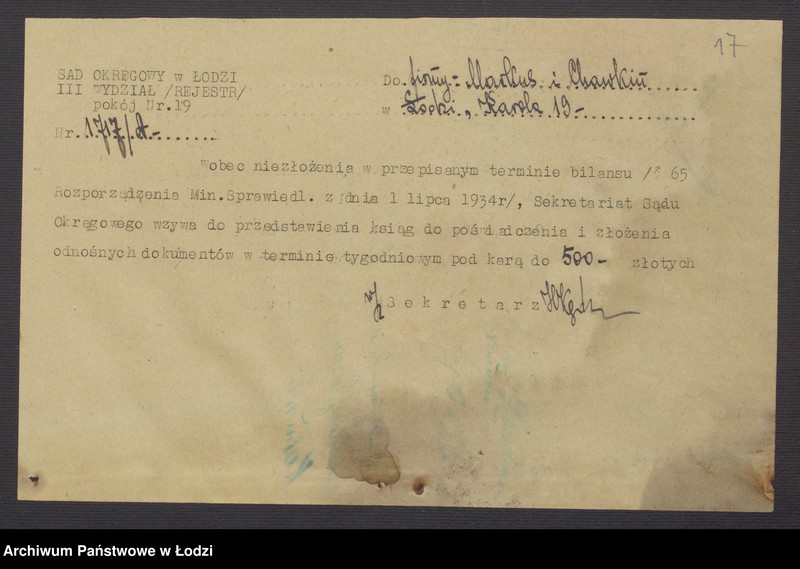 17
SĄD OKRĘGOWY w ŁODZI
III WYDZIAŁ /REJESTR/
pokój Nr.19
Nr. 1717/A.-
Do firmy:- Markus i Chawkin
w Łodzi, Karola 19-
Wobec niezłożenia w przepisanym terminie bilansu /§ 65
Rozporządzenia Min.Sprawiedl. z dnia 1 lipca 1934r/, Sekretariat Sądu
Okręgowego wzywa do przedstawienia ksiąg do poświadczenia i złożenia
odnośnych dokumentów w terminie tygodniowym pod karą do 500- złotych
Sekretarz
Archiwum Państwowe w Łodzi